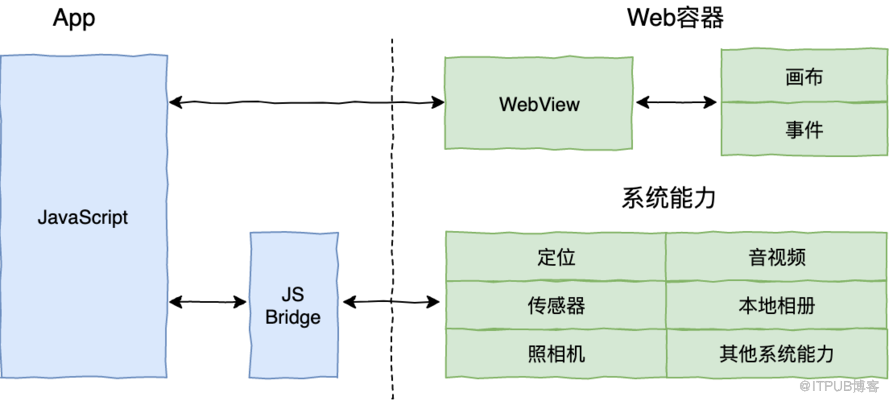 App
Web容器
JavaScript
WebView
画布
事件
系统能力
JS
Bridge
定位
音视频
传感器
本地相册
照相机
其他系统能力
@ITPUB博客